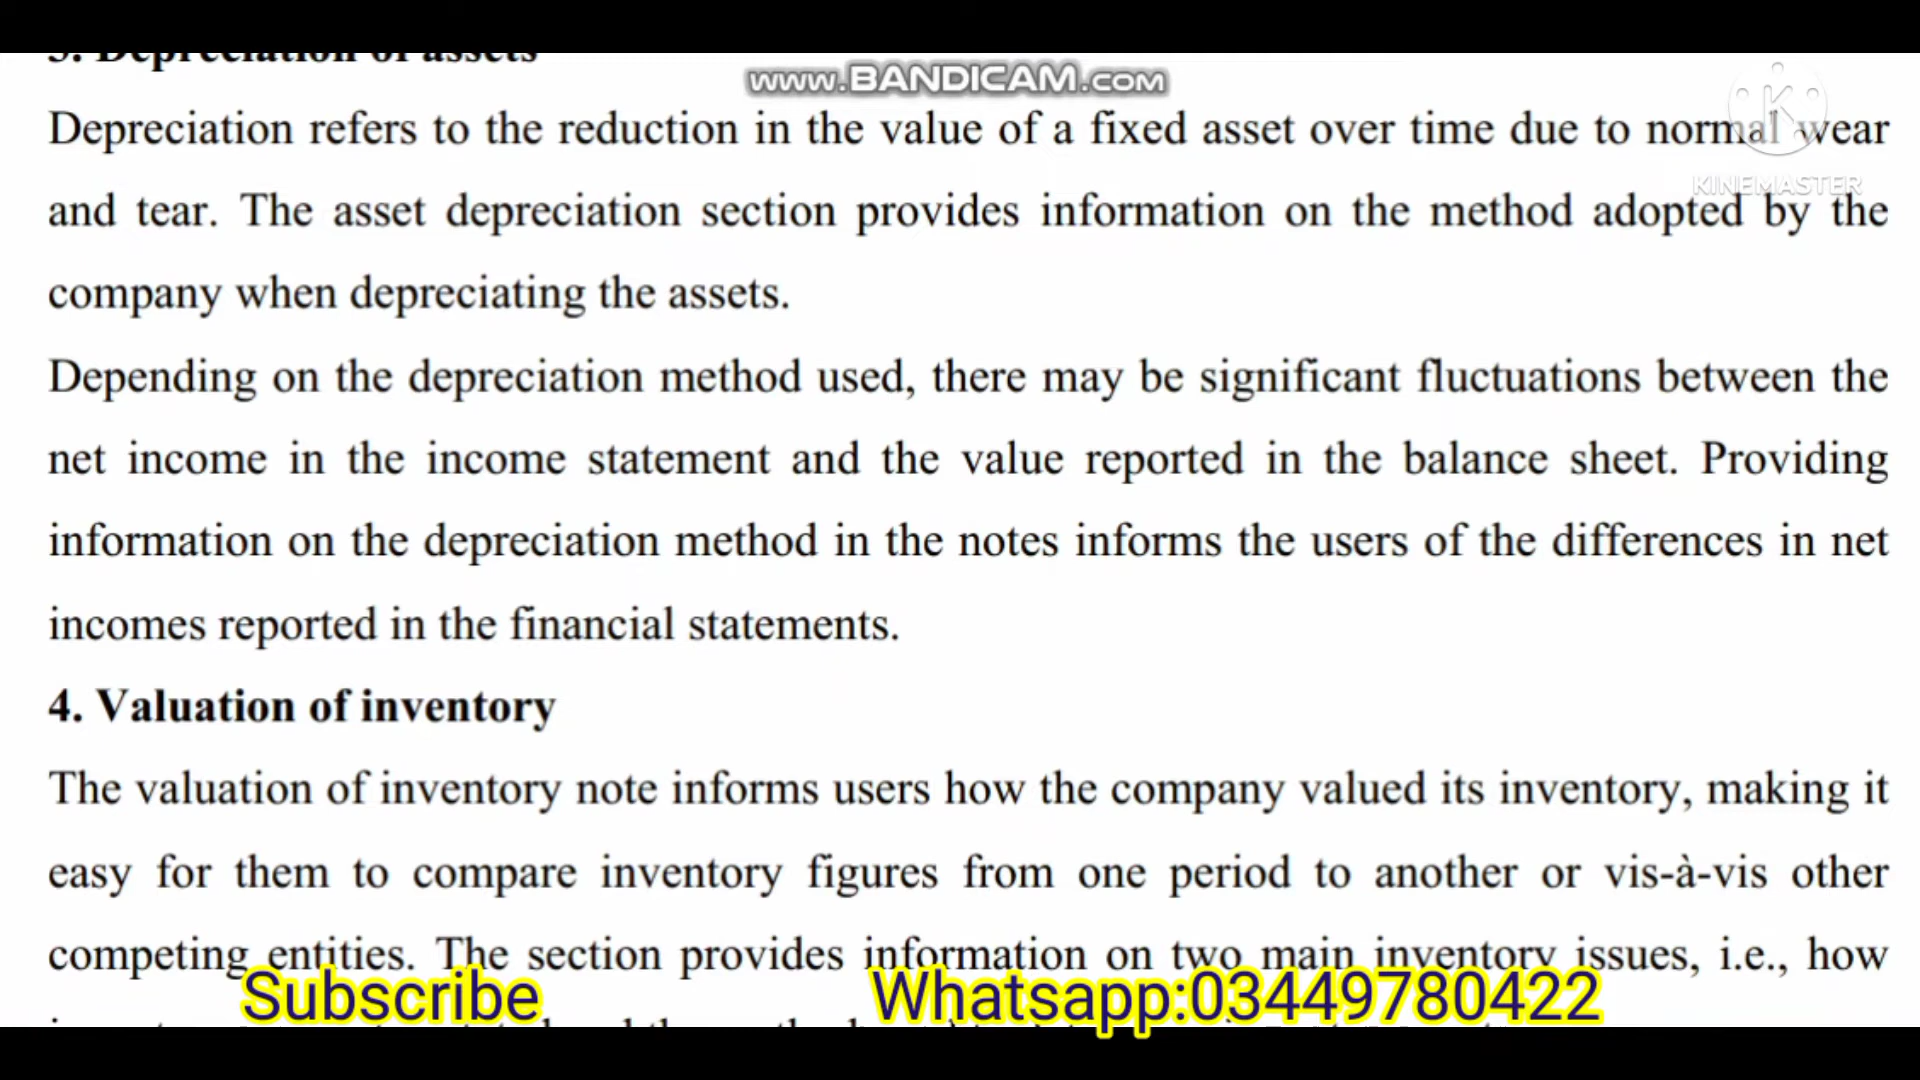 3. Depreciation of assets
www.BANDICAM.com
Depreciation refers to the reduction in the value of a fixed asset over time due to normal wear
KINEMASTER
and tear. The asset depreciation section provides information on the method adopted by the
company when depreciating the assets.
Depending on the depreciation method used, there may be significant fluctuations between the
net income in the income statement and the value reported in the balance sheet. Providing
information on the depreciation method in the notes informs the users of the differences in net
incomes reported in the financial statements.
4. Valuation of inventory
The valuation of inventory note informs users how the company valued its inventory, making it
easy for them to compare inventory figures from one period to another or vis-à-vis other
competing entities. The section provides information on two main inventory issues, i.e., how
Subscribe
Whatsapp:03449780422